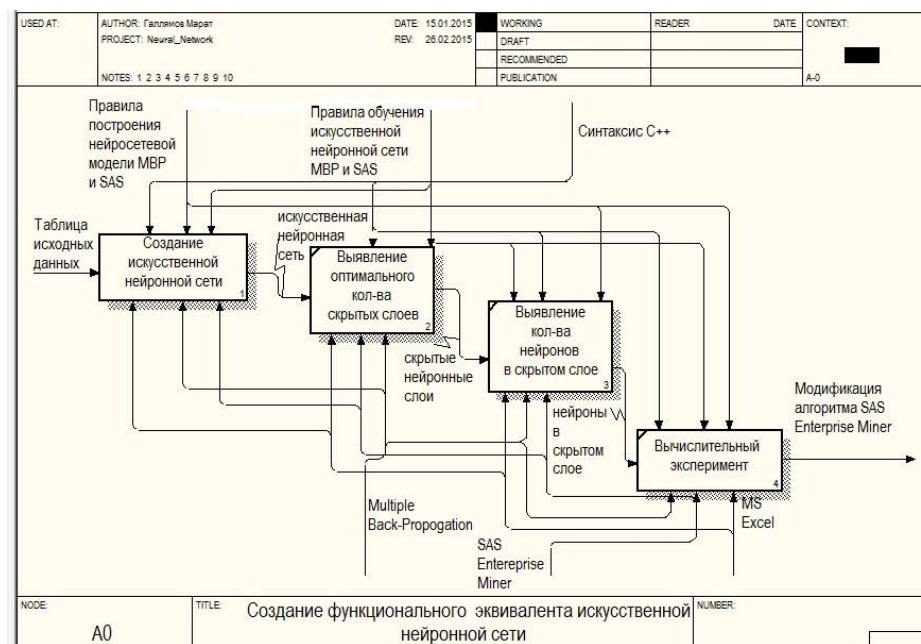 USED AT:
AUTHOR: Галлямов Марат
DATE: 15.01.2015
WORKING
READER
DATE
CONTEXT:
PROJECT: Neural_Network
REV: 26.02.2015
DRAFT
RECOMMENDED
NOTES: 1 2 3 4 5 6 7 8 9 10
PUBLICATION
A-0
Правила
построения
нейросетевой
модели MBP
и SAS
Правила обучения
искусственной
нейронной сети
MBP и SAS
Синтаксис C++
Таблица
исходных
данных
Создание
искусственной
нейронной сети
1
искусственная
нейронная
сеть
Выявление
оптимального
кол-ва
скрытых слоев
2
скрытые
нейронные
слои
Выявление
кол-ва
нейронов
в скрытом слое
3
нейроны
в
скрытом
слое
Вычислительный
эксперимент
4
Модификация
алгоритма SAS
Enterprise Miner
Multiple
Back-Propogation
SAS
Entereprise
Miner
MS
Excel
NODE:
A0
TITLE:
Создание функционального эквивалента искусственной
нейронной сети
NUMBER: